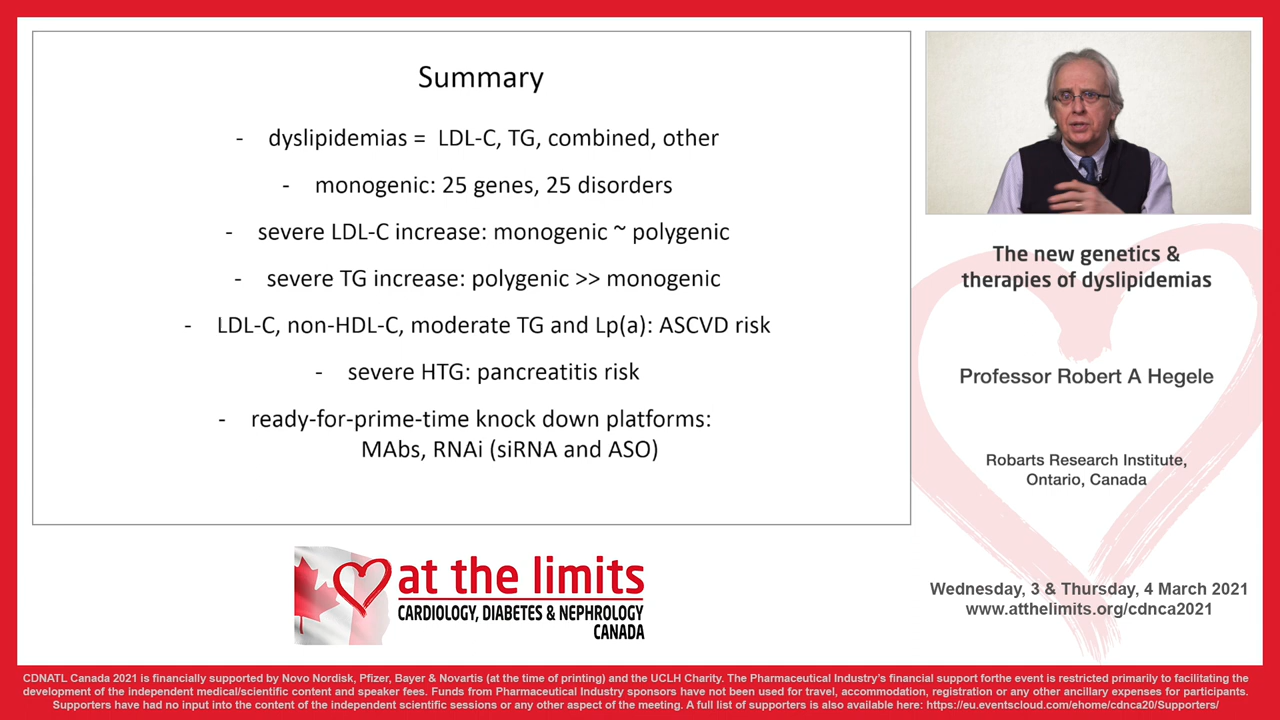 Summary
- dyslipidemias = LDL-C, TG, combined, other
- monogenic: 25 genes, 25 disorders
- severe LDL-C increase: monogenic ~ polygenic
- severe TG increase: polygenic >> monogenic
- LDL-C, non-HDL-C, moderate TG and Lp(a): ASCVD risk
- severe HTG: pancreatitis risk
- ready-for-prime-time knock down platforms:
MAbs, RNAi (siRNA and ASO)
The new genetics &
therapies of dyslipidemias
Professor Robert A Hegele
Robarts Research Institute,
Ontario, Canada
at the limits
CARDIOLOGY, DIABETES & NEPHROLOGY
CANADA
Wednesday, 3 & Thursday, 4 March 2021
www.atthelimits.org/cdnca2021
CDNATL Canada 2021 is financially supported by Novo Nordisk, Pfizer, Bayer & Novartis (at the time of printing) and the UCLH Charity. The Pharmaceutical Industry's financial support forthe event is restricted primarily to facilitating the
development of the independent medical/scientific content and speaker fees. Funds from Pharmaceutical Industry sponsors have not been used for travel, accommodation, registration or any other ancillary expenses for participants.
Supporters have had no input into the content of the independent scientific sessions or any other aspect of the meeting. A full list of supporters is also available here: https://eu.eventscloud.com/ehome/cdnca20/Supporters/